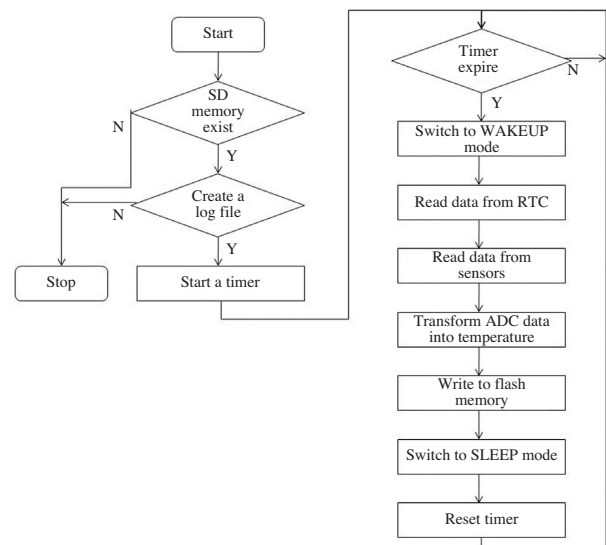 Start
SD
memory
exist
N
Y
Create a
log file
N
Y
Stop
Start a timer
Timer
expire
N
Y
Switch to WAKEUP
mode
Read data from RTC
Read data from
sensors
Transform ADC data
into temperature
Write to flash
memory
Switch to SLEEP mode
Reset timer